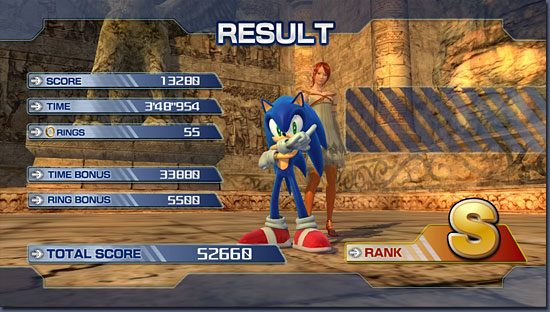 RESULT
SCORE 13280
TIME 3'48"954
RINGS 55
TIME BONUS 33880
RING BONUS 5500
TOTAL SCORE 52660
RANK S